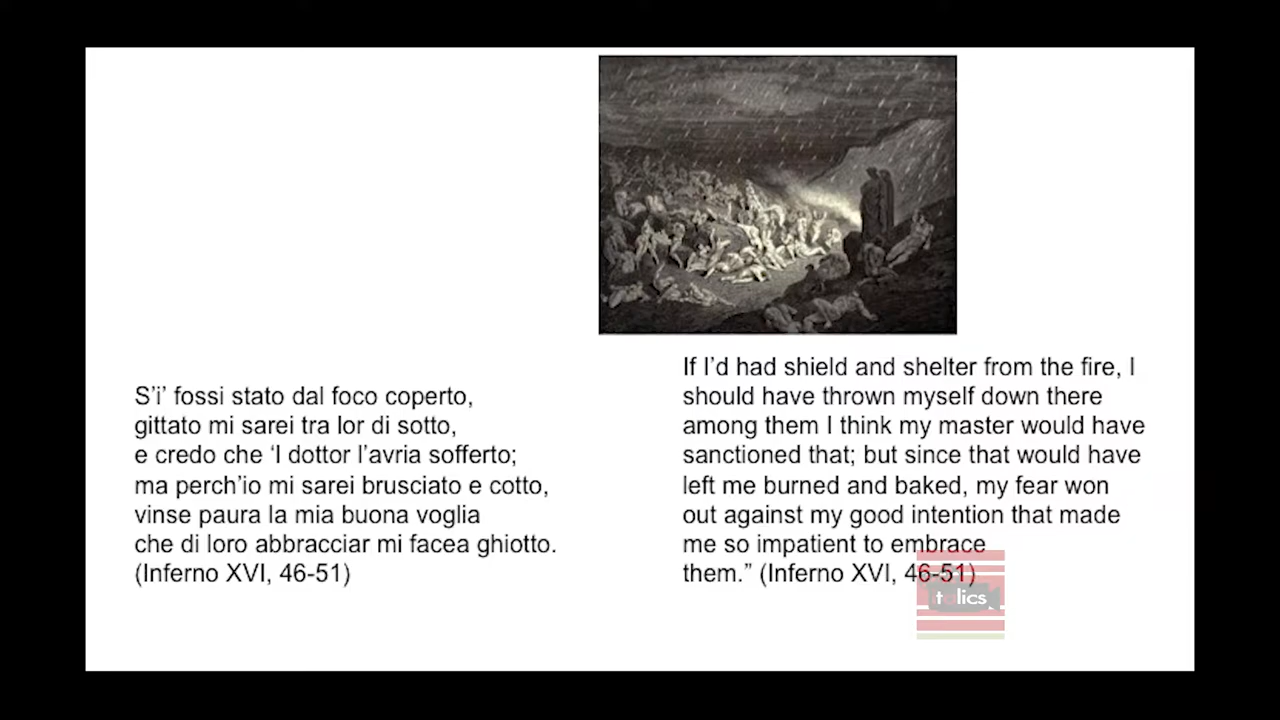 S’i’ fossi stato dal foco coperto,
gittato mi sarei tra lor di sotto,
e credo che ‘l dottor l’avria sofferto;
ma perch’io mi sarei brusciato e cotto,
vinse paura la mia buona voglia
che di loro abbracciar mi facea ghiotto.
(Inferno XVI, 46-51)
If I’d had shield and shelter from the fire, I
should have thrown myself down there
among them I think my master would have
sanctioned that; but since that would have
left me burned and baked, my fear won
out against my good intention that made
me so impatient to embrace
them.” (Inferno XVI, 46-51)
italics